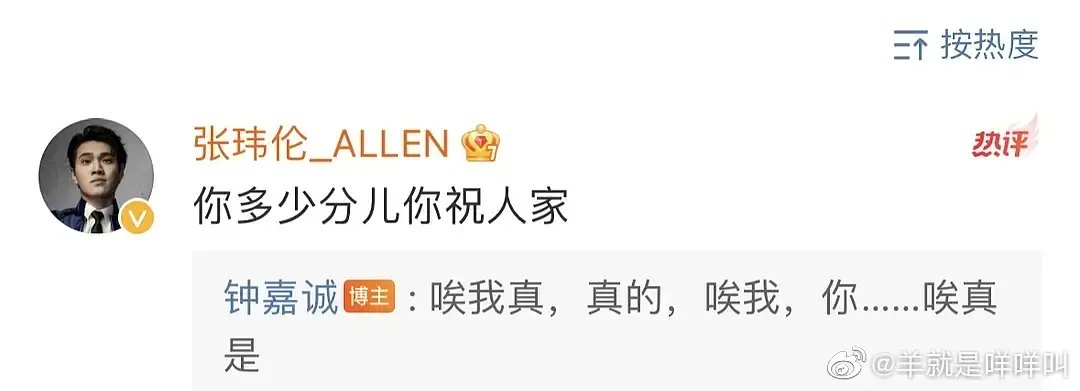 按热度
张玮伦_ALLEN
热评
你多少分儿你祝人家
钟嘉诚 博主：唉我真，真的，唉我，你......唉真
是
@羊就是咩咩叫